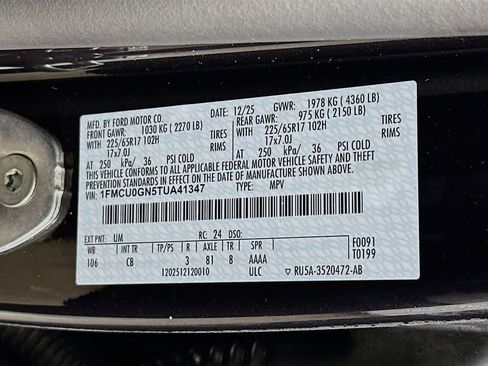 MFD. BY FORD MOTOR CO. 12/25 GVWR: 1978 KG ( 4360 LB)
FRONT GAWR: 1030 KG ( 2270 LB) REAR GAWR: 975 KG ( 2150 LB)
WITH 225/65R17 102H TIRES WITH 225/65R17 102H TIRES
17x7.0J RIMS 17x7.0J RIMS
AT 250 kPa/ 36 PSI COLD AT 250 kPa/ 36 PSI COLD
THIS VEHICLE CONFORMS TO ALL APPLICABLE FEDERAL MOTOR VEHICLE SAFETY AND THEFT
PREVENTION STANDARDS IN EFFECT ON THE DATE OF MANUFACTURE SHOWN ABOVE.
VIN: 1FMCU0GN5TUA41347 TYPE: MPV
EXT PNT: UM RC: 24 DSO: F0091
WB INT TR TP/PS R AXLE TR SPR T0199
106 CB 3 81 8 AAAA
1202512120010 ULC RU5A-3520472-AB